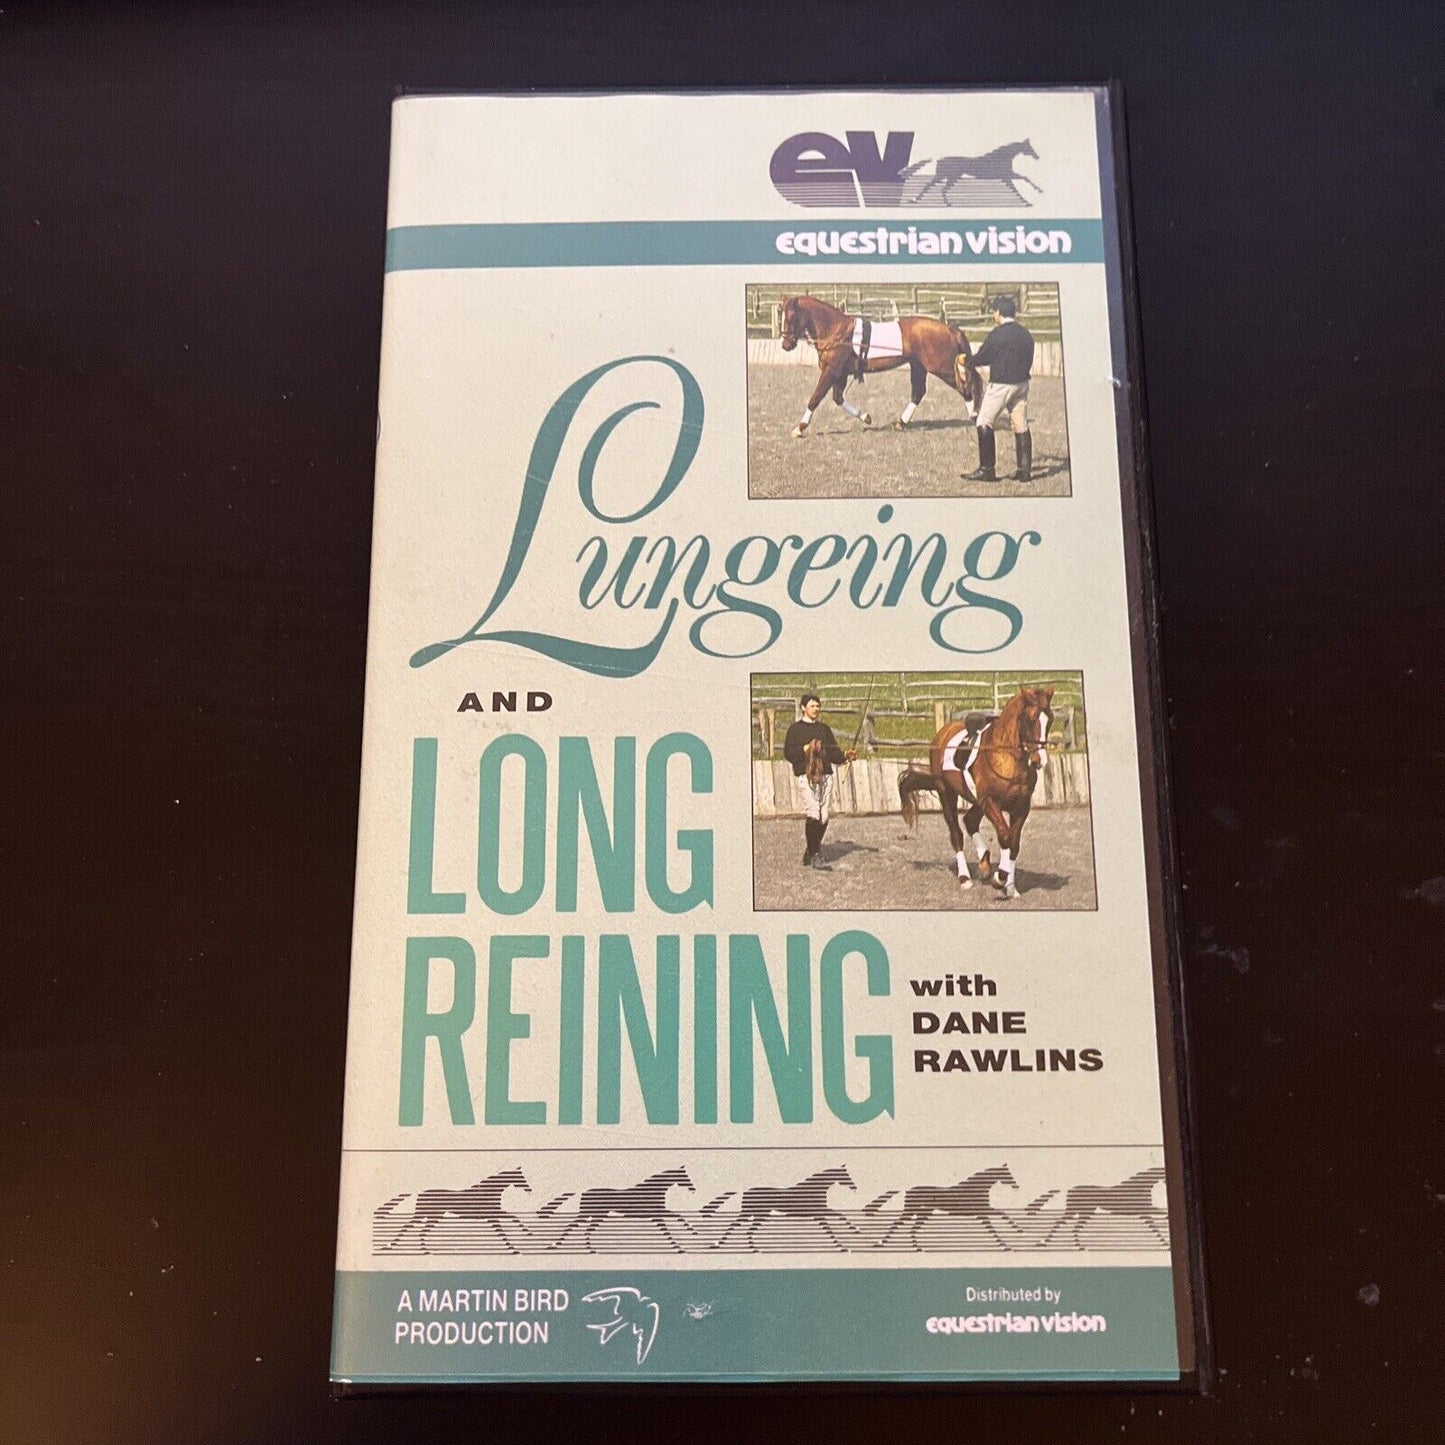 ev
equestrian vision
Lungeing
AND
LONG
REINING
with
DANE
RAWLINS
A MARTIN BIRD
PRODUCTION
Distributed by
equestrian vision